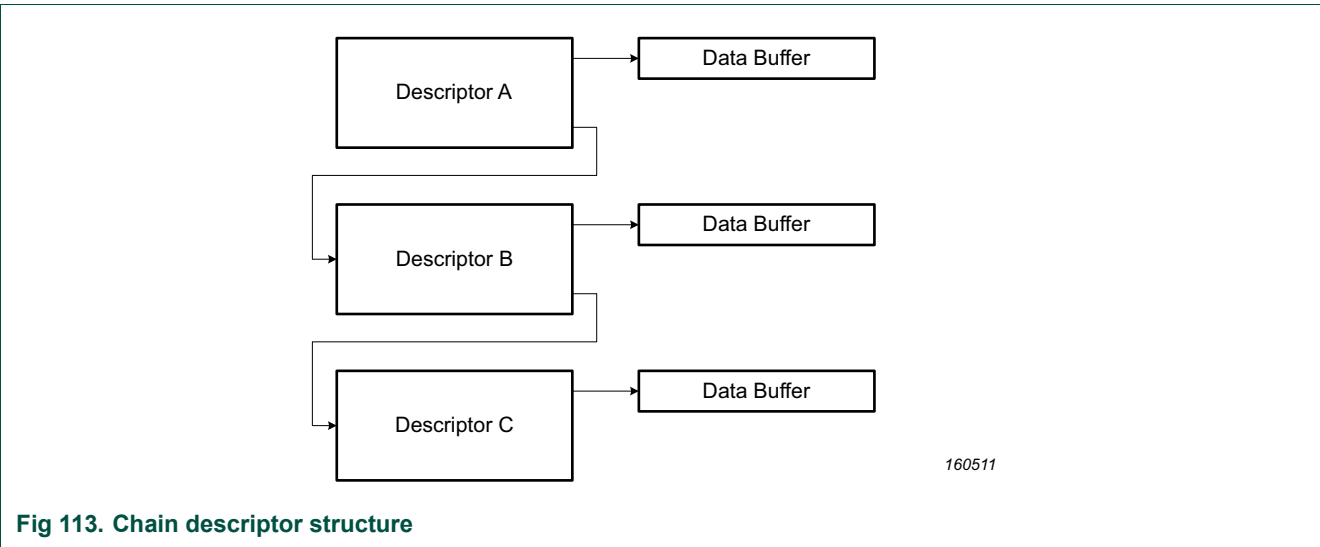 Descriptor A
Data Buffer
Descriptor B
Data Buffer
Descriptor C
Data Buffer
160511
Fig 113. Chain descriptor structure